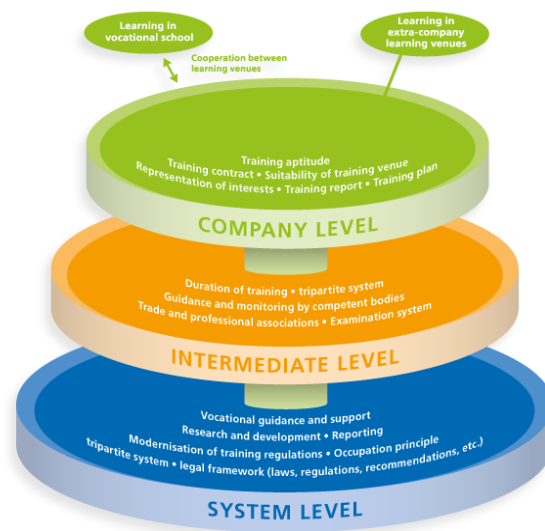 Learning in
vocational school
Learning in
extra-company
learning venues
Cooperation between
learning venues
Training aptitude
Training contract • Suitability of training venue
Representation of interests • Training report • Training plan
COMPANY LEVEL
Duration of training • tripartite system
Guidance and monitoring by competent bodies
Trade and professional associations • Examination system
INTERMEDIATE LEVEL
Vocational guidance and support
Research and development • Reporting
Modernisation of training regulations • Occupation principle
tripartite system • legal framework (laws, regulations, recommendations, etc.)
SYSTEM LEVEL